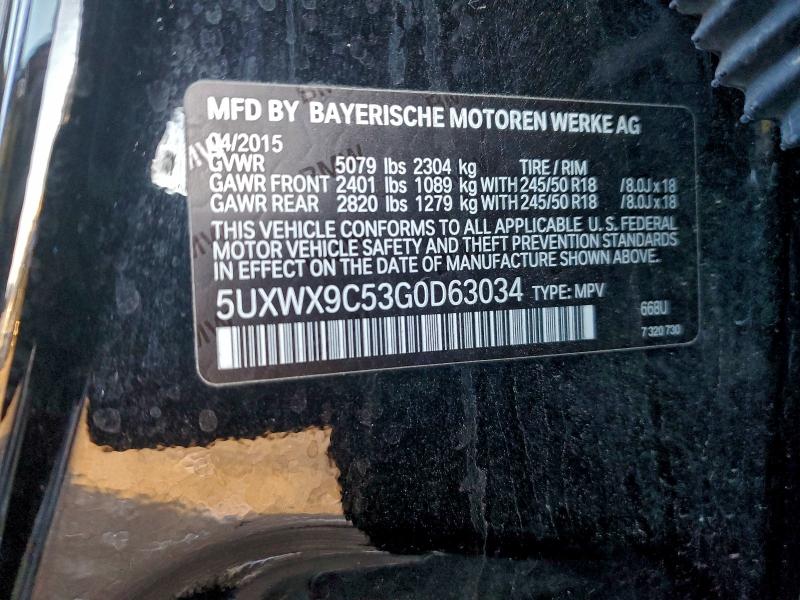 MFD BY BAYERISCHE MOTOREN WERKE AG
04/2015
GVWR 5079 lbs 2304 kg TIRE / RIM
GAWR FRONT 2401 lbs 1089 kg WITH 245/50 R18 /8.0J x 18
GAWR REAR 2820 lbs 1279 kg WITH 245/50 R18 /8.0J x 18
THIS VEHICLE CONFORMS TO ALL APPLICABLE U.S. FEDERAL
MOTOR VEHICLE SAFETY AND THEFT PREVENTION STANDARDS
IN EFFECT ON THE DATE OF MANUFACTURE SHOWN ABOVE.
5UXWX9C53G0D63034 TYPE: MPV
668U
7 320 730